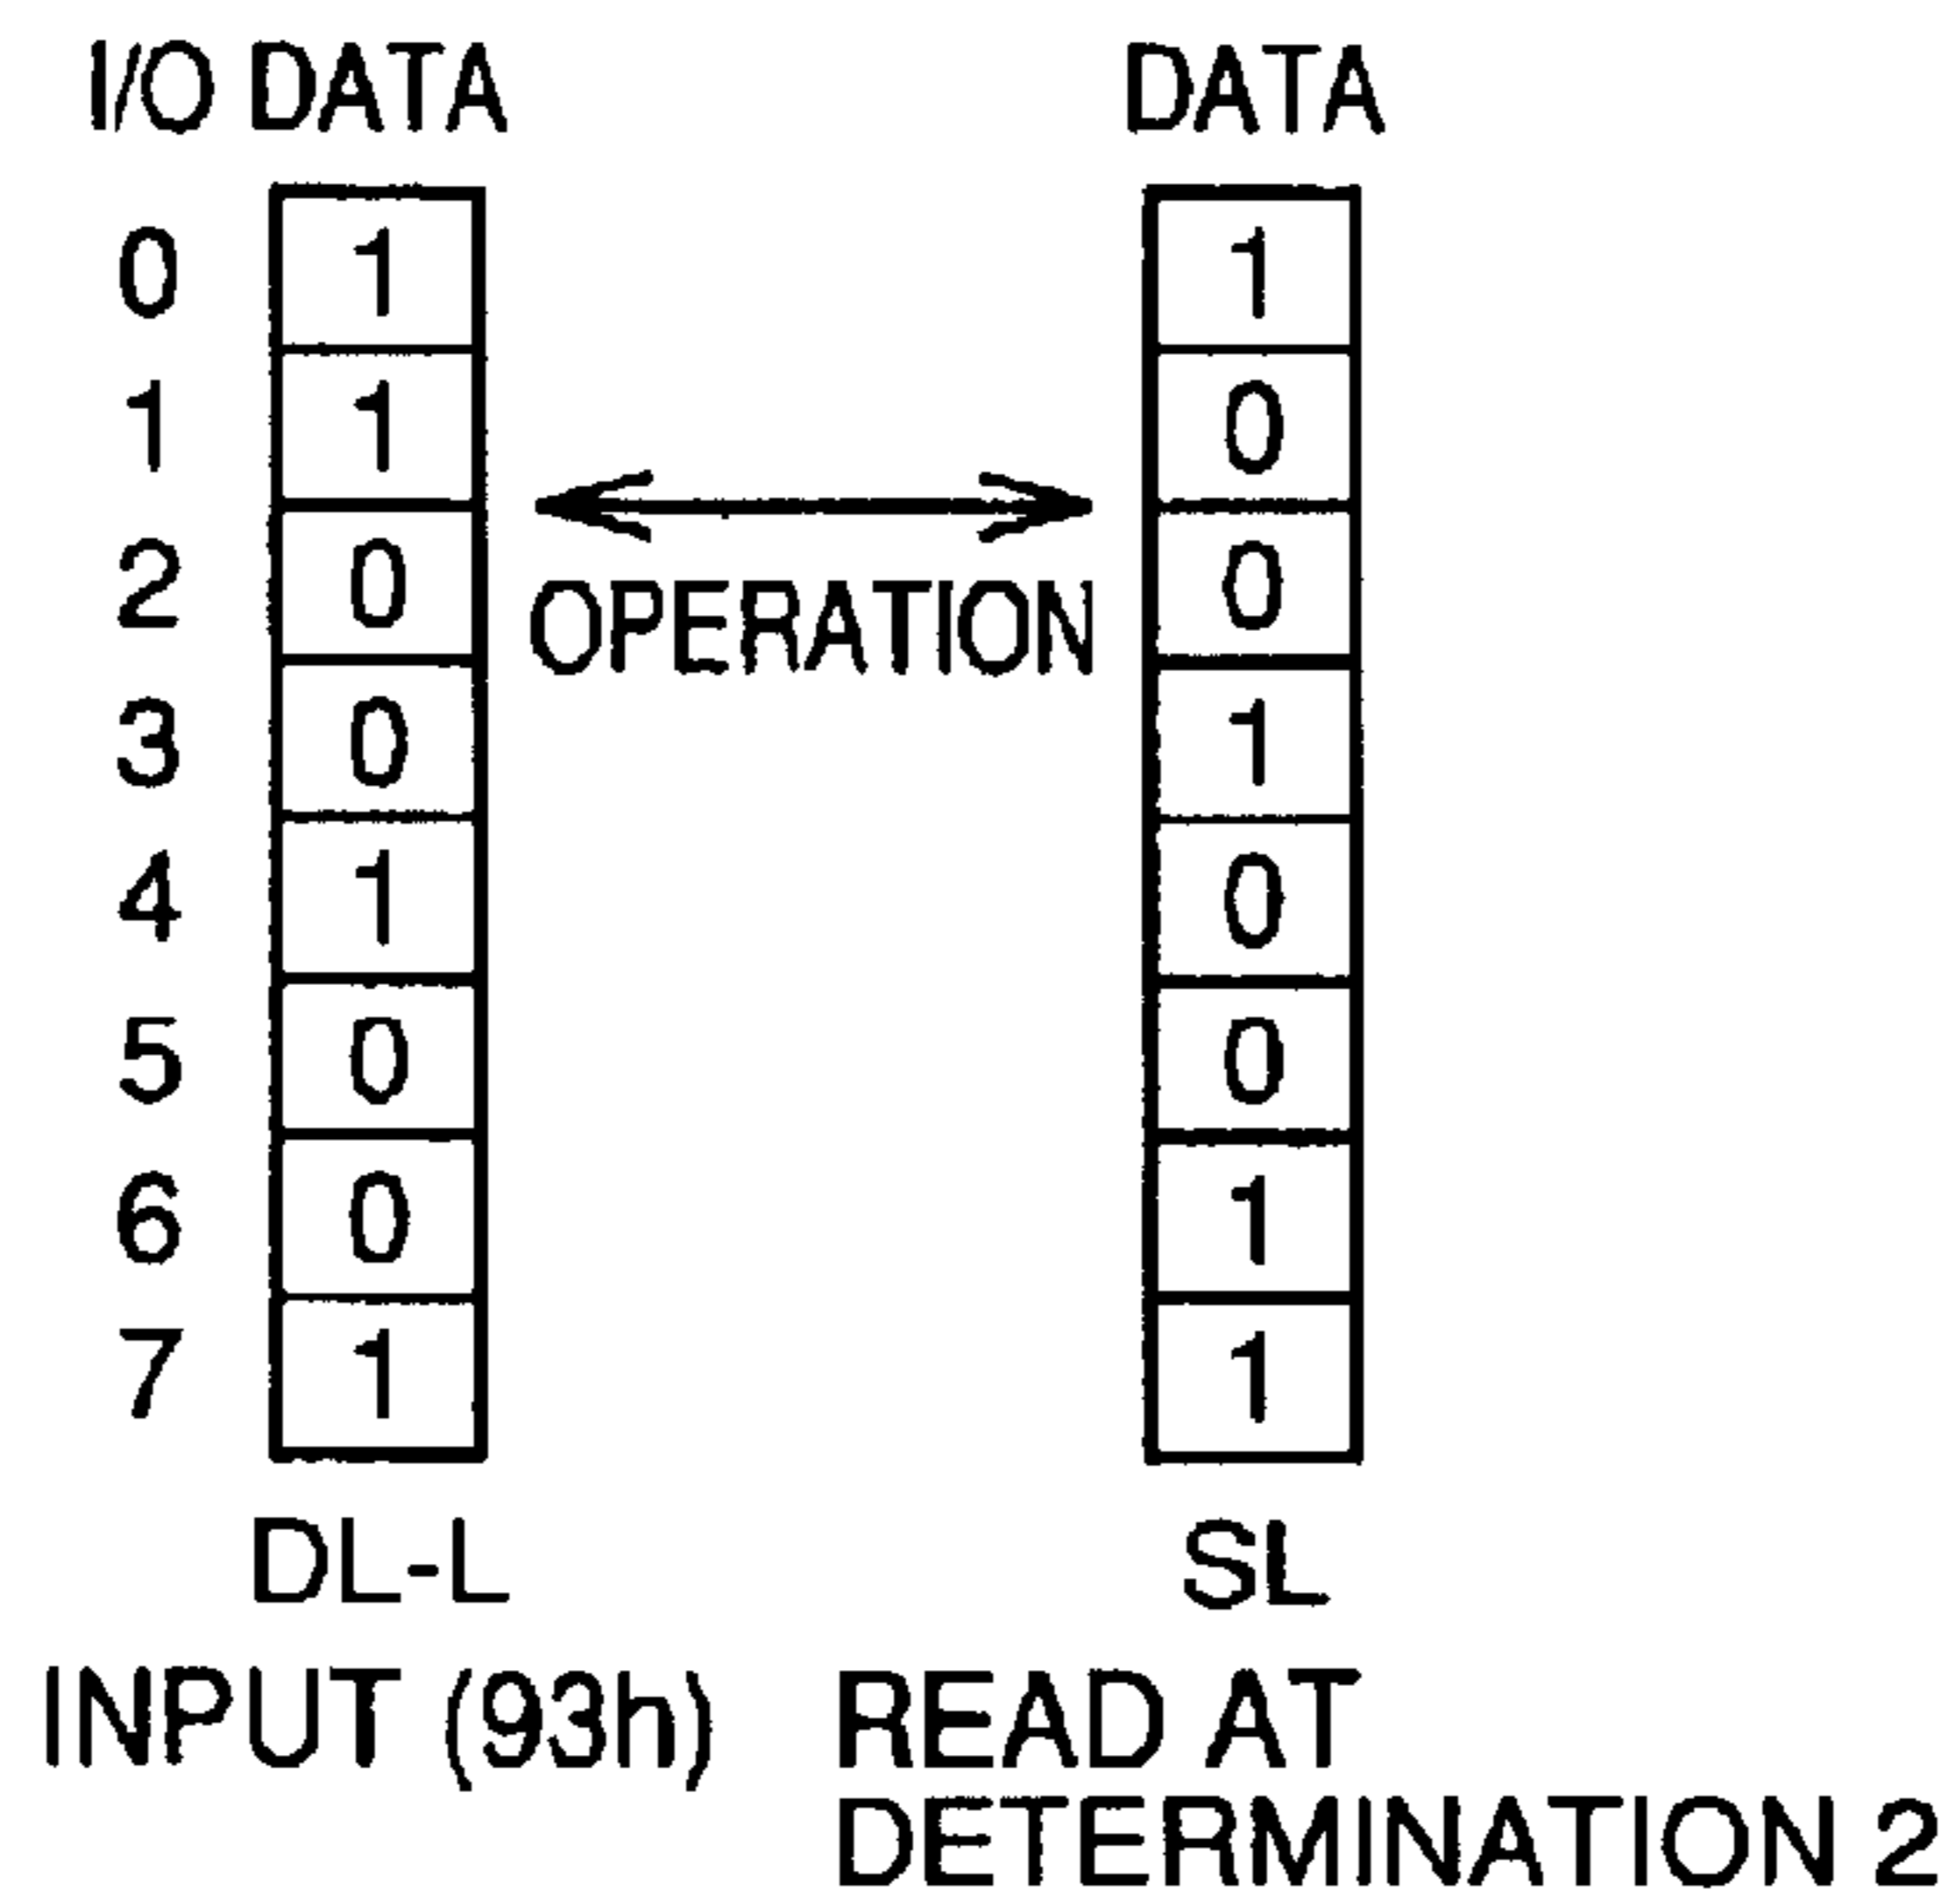 I/O DATA DATA
0 1 1
1 1 0
2 0 0
OPERATION
3 0 1
4 1 0
5 0 0
6 0 1
7 1 1
DL-L SL
INPUT (93h) READ AT
DETERMINATION 2